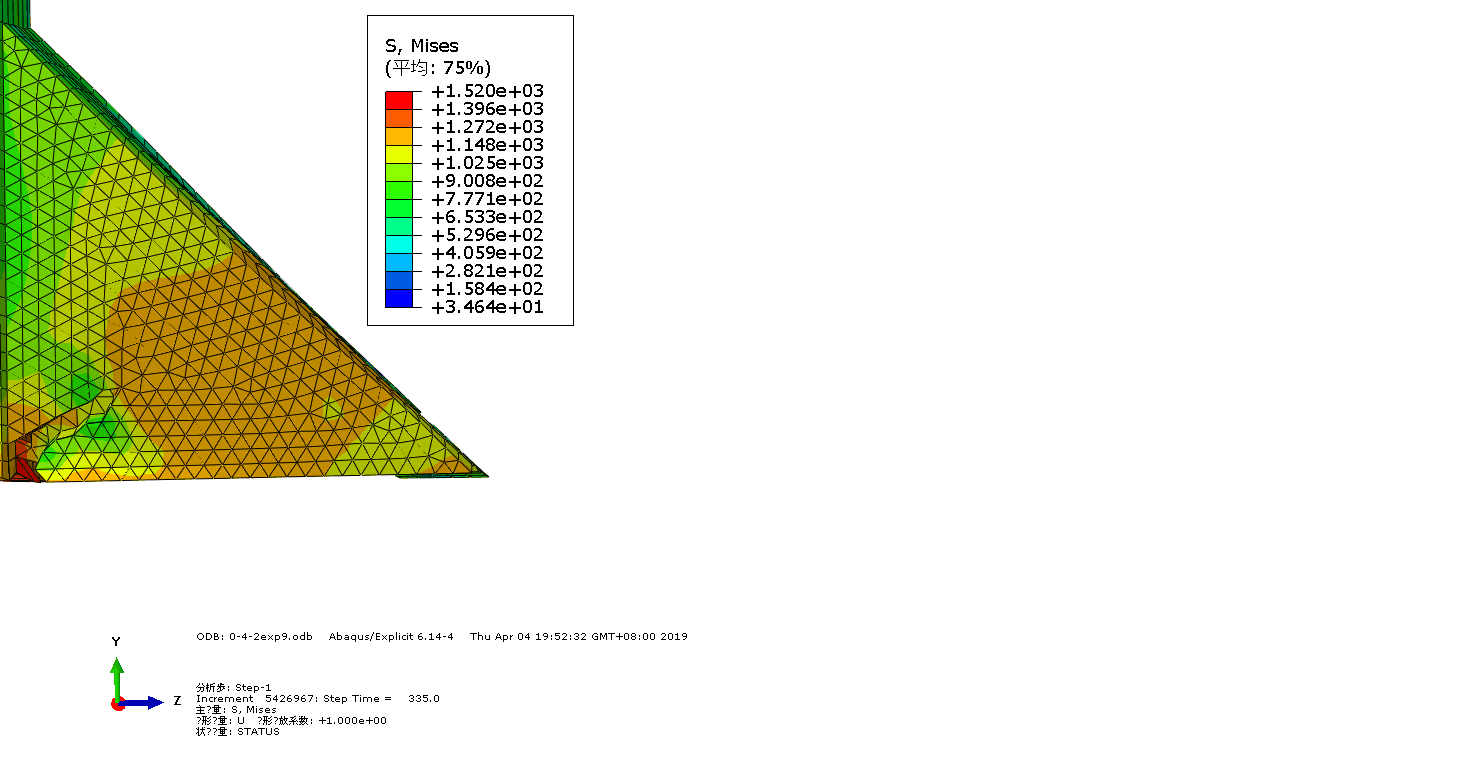 S, Mises
(平均: 75%)
+1.520e+03
+1.396e+03
+1.272e+03
+1.148e+03
+1.025e+03
+9.008e+02
+7.771e+02
+6.533e+02
+5.296e+02
+4.059e+02
+2.821e+02
+1.584e+02
+3.464e+01
ODB: 0-4-2exp9.odb Abaqus/Explicit 6.14-4 Thu Apr 04 19:52:32 GMT+08:00 2019
Y
Z
分析步: Step-1
Increment 5426967: Step Time = 335.0
主?量: S, Mises
?形?量: U ?形?放系数: +1.000e+00
状??量: STATUS